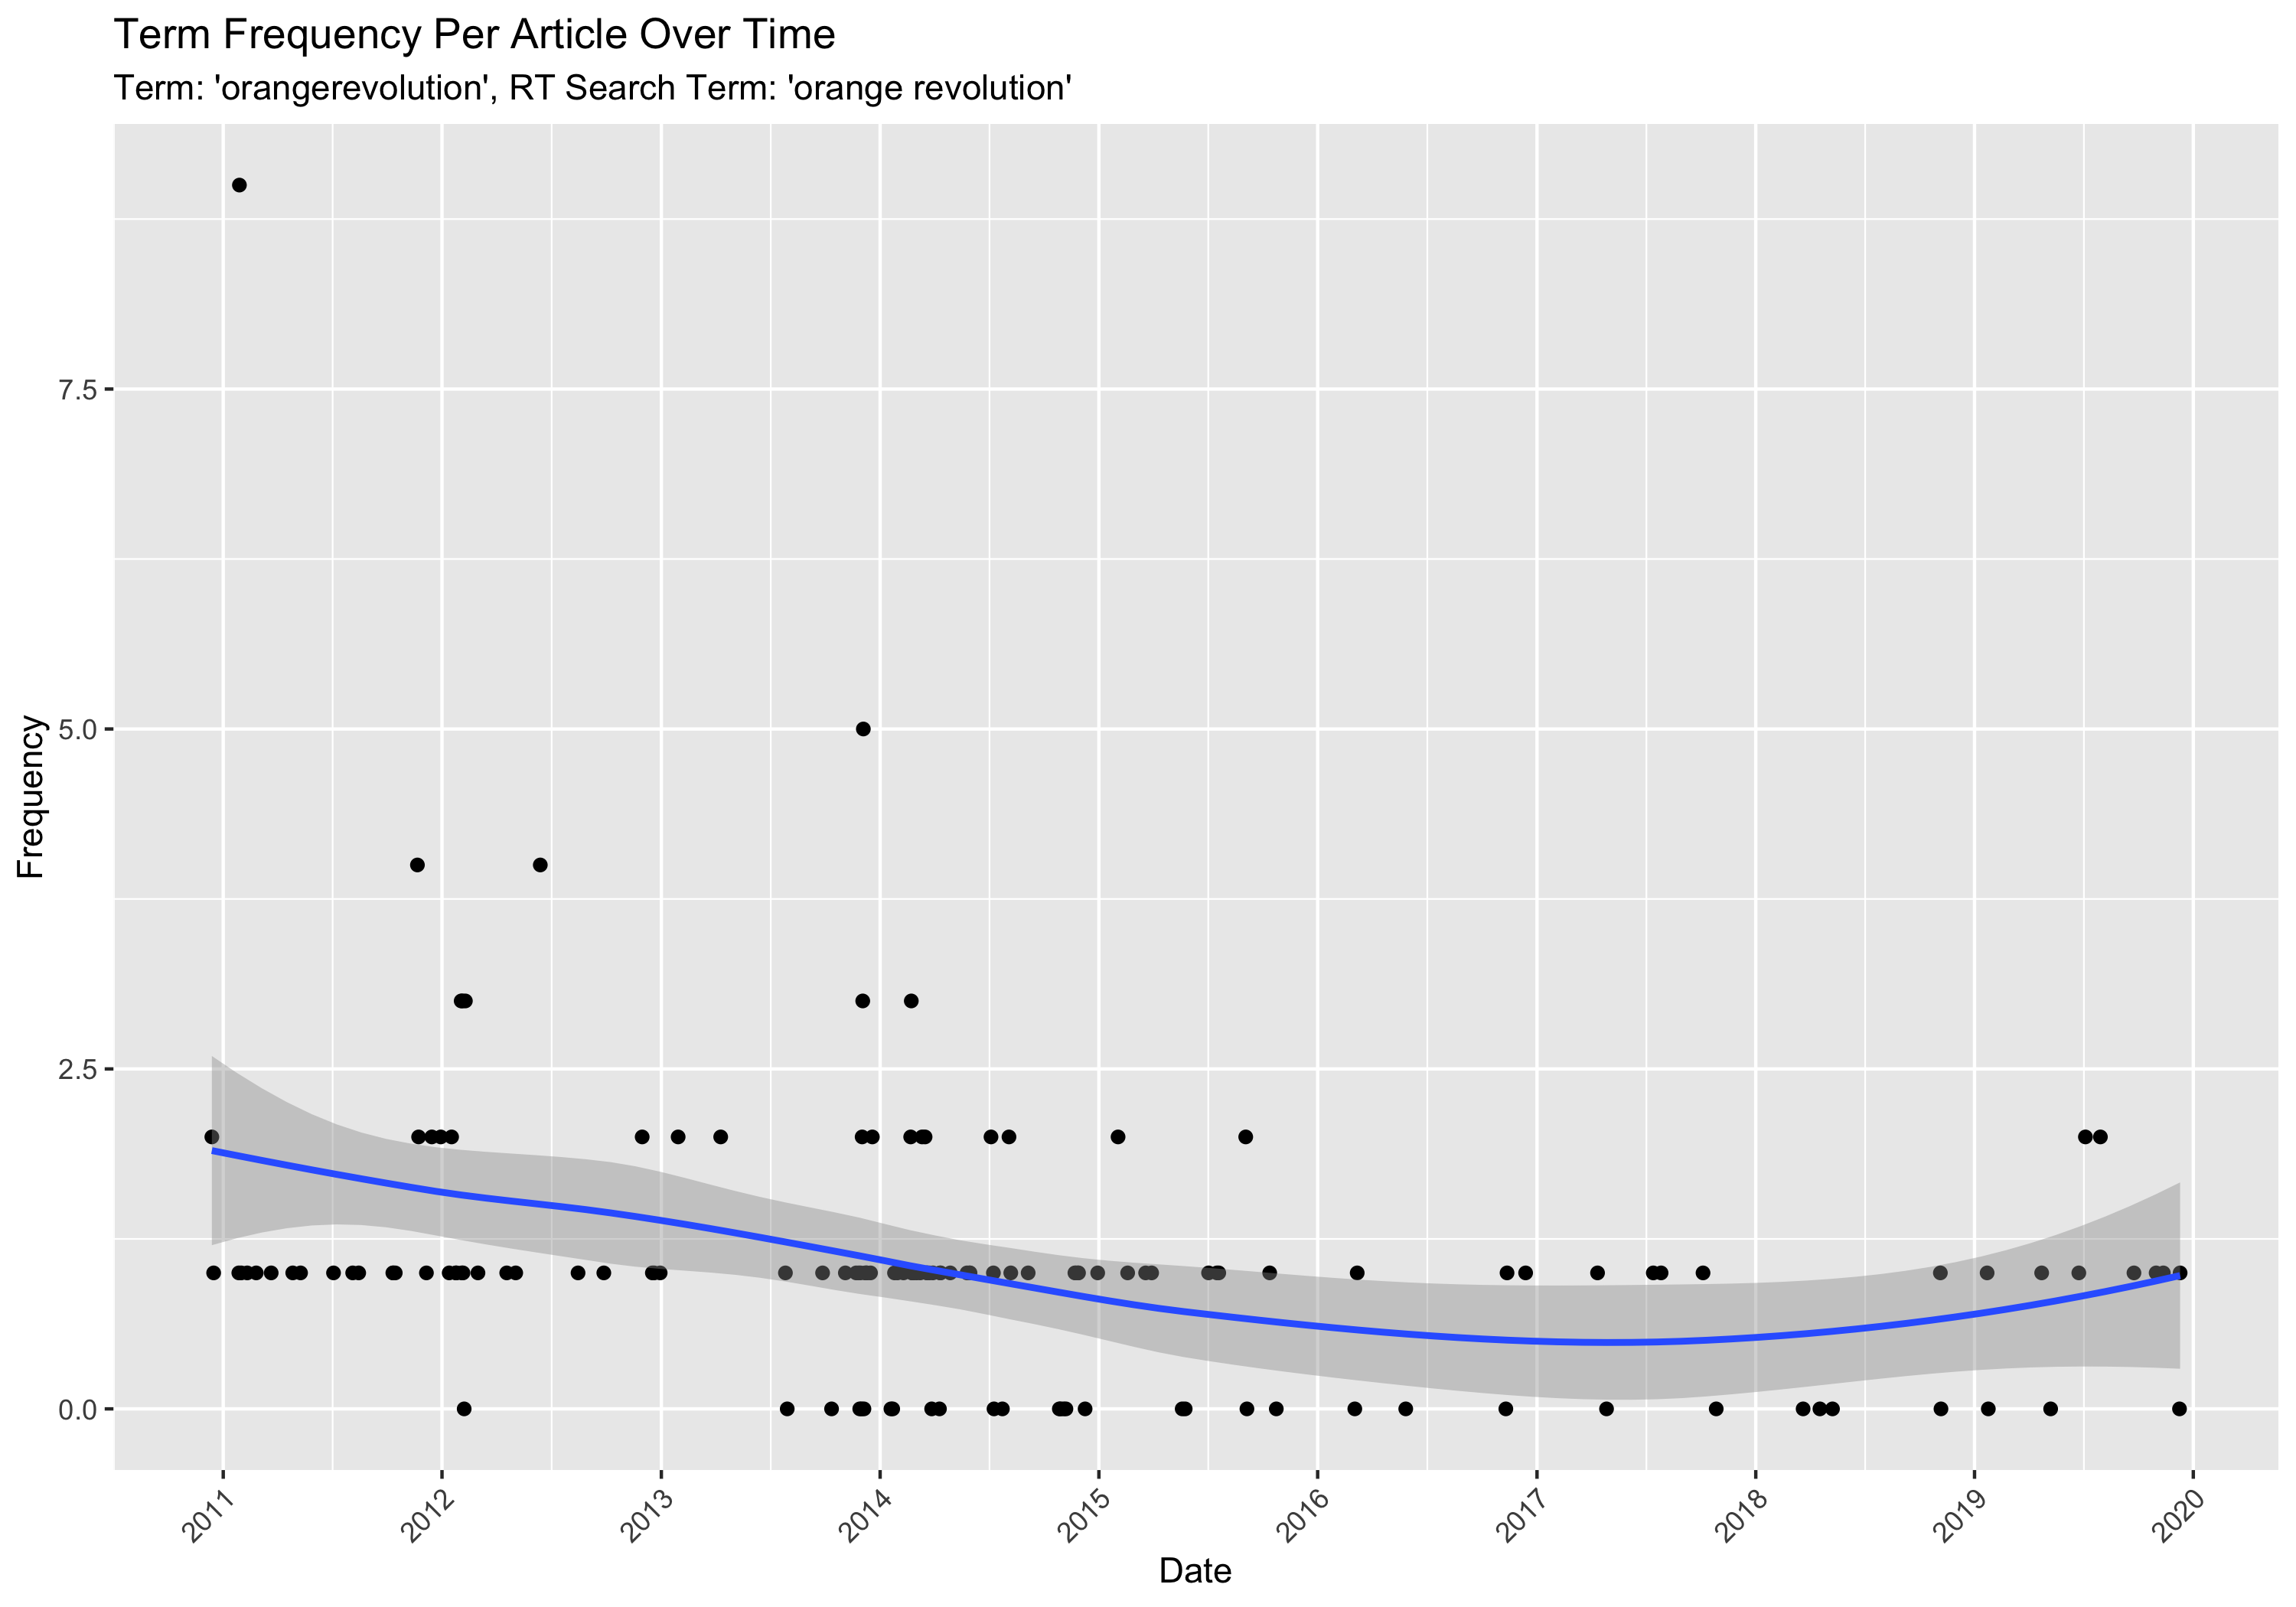 Term Frequency Per Article Over Time
Term: 'orangerevolution', RT Search Term: 'orange revolution'
Frequency
7.5
5.0
2.5
0.0
2011 2012 2013 2014 2015 2016 2017 2018 2019 2020
Date